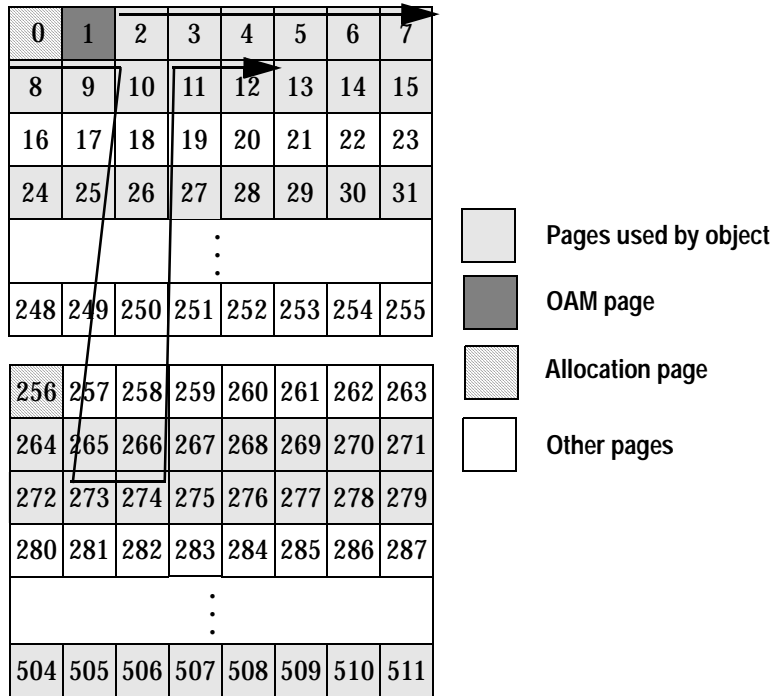 0 1 2 3 4 5 6 7
8 9 10 11 12 13 14 15
16 17 18 19 20 21 22 23
24 25 26 27 28 29 30 31
248 249 250 251 252 253 254 255
256 257 258 259 260 261 262 263
264 265 266 267 268 269 270 271
272 273 274 275 276 277 278 279
280 281 282 283 284 285 286 287
504 505 506 507 508 509 510 511
Pages used by object
OAM page
Allocation page
Other pages